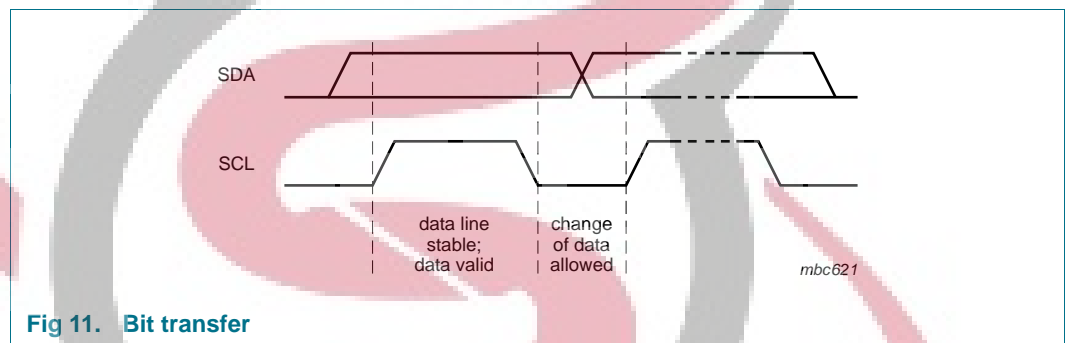 SDA
SCL
data line
stable;
data valid
change
of data
allowed
mbc621
Fig 11. Bit transfer